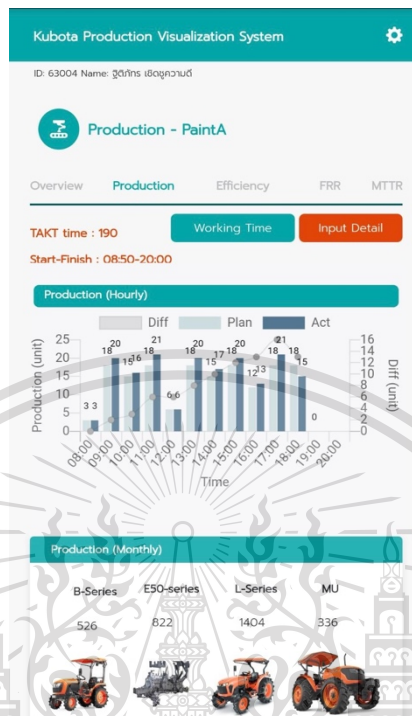 Kubota Production Visualization System
ID: 63004 Name: ฐิติภัทร เชิดชูความดี
Production - PaintA
Overview Production Efficiency FRR MTTR
TAKT time : 190
Working Time Input Detail
Start-Finish : 08:50-20:00
Production (Hourly)
Diff Plan Act
Production (unit)
25
20
15
10
5
0
3 3
18 20
15 16
18 21
6 6
18 20
15 17
18 20
12 13
18 21
18 15
0
16
14
12
10
8
6
4
2
0
Diff (unit)
08:00 09:00 10:00 11:00 12:00 13:00 14:00 15:00 16:00 17:00 18:00 19:00 20:00
Time
Production (Monthly)
B-Series E50-series L-Series MU
526 822 1404 336